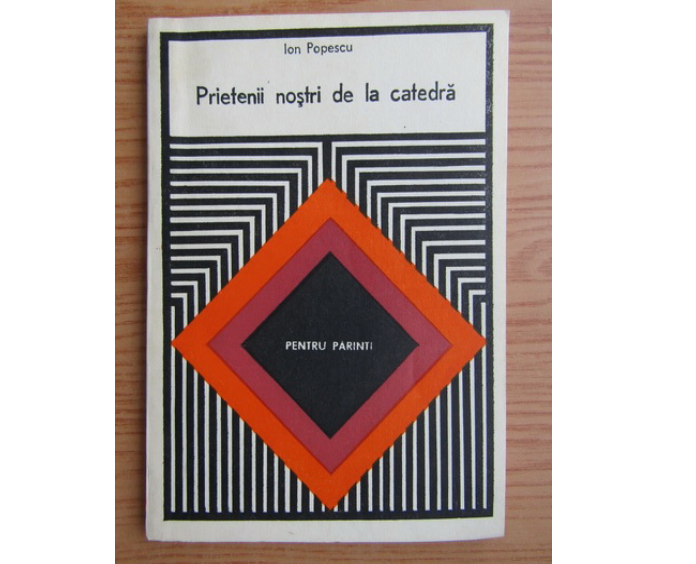 Ion Popescu
Prietenii noştri de la catedră
PENTRU PARINTI